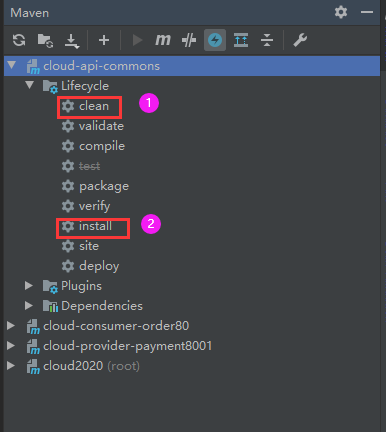 Maven
m
cloud-api-commons
Lifecycle
clean 1
validate
compile
test
package
verify
install 2
site
deploy
Plugins
Dependencies
cloud-consumer-order80
cloud-provider-payment8001
cloud2020 (root)